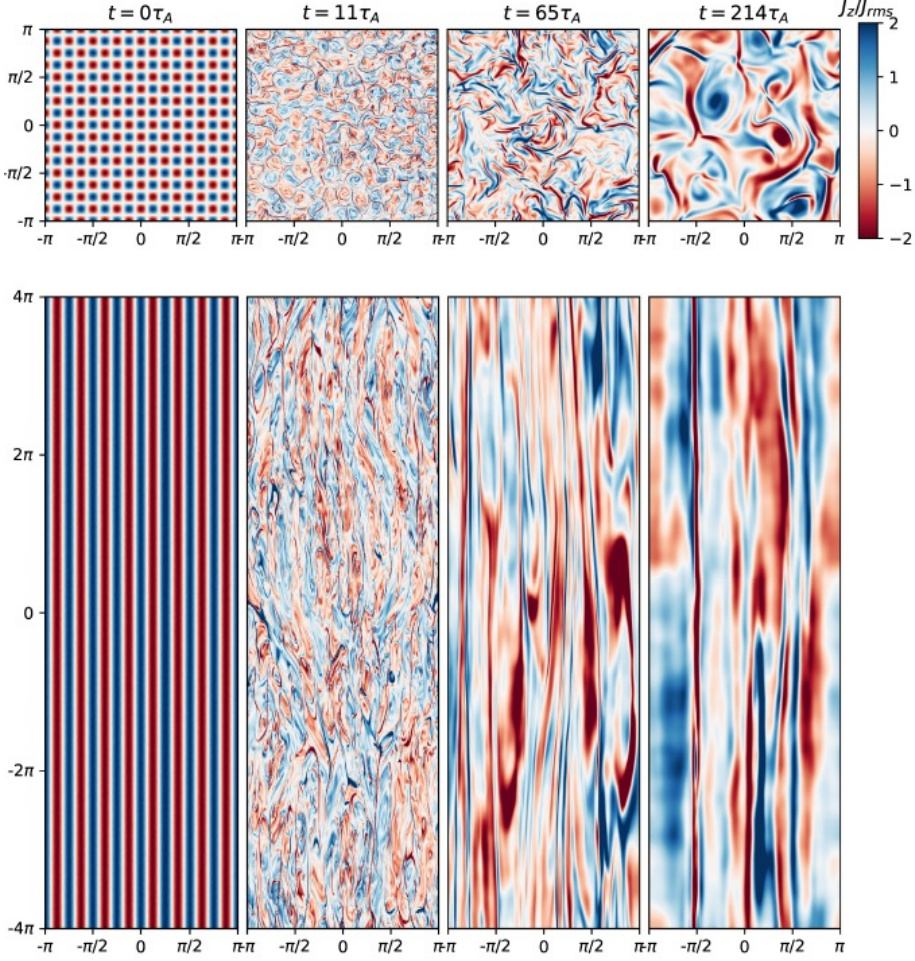 t = 0τ_A t = 11τ_A t = 65τ_A t = 214τ_A J_z/J_rms
π
π/2
0
-π/2
-π
2
1
0
−1
−2
-π -π/2 0 π/2 π -π -π/2 0 π/2 π -π -π/2 0 π/2 π -π -π/2 0 π/2 π
4π
2π
0
-2π
-4π
-π -π/2 0 π/2 π -π -π/2 0 π/2 π -π -π/2 0 π/2 π -π -π/2 0 π/2 π